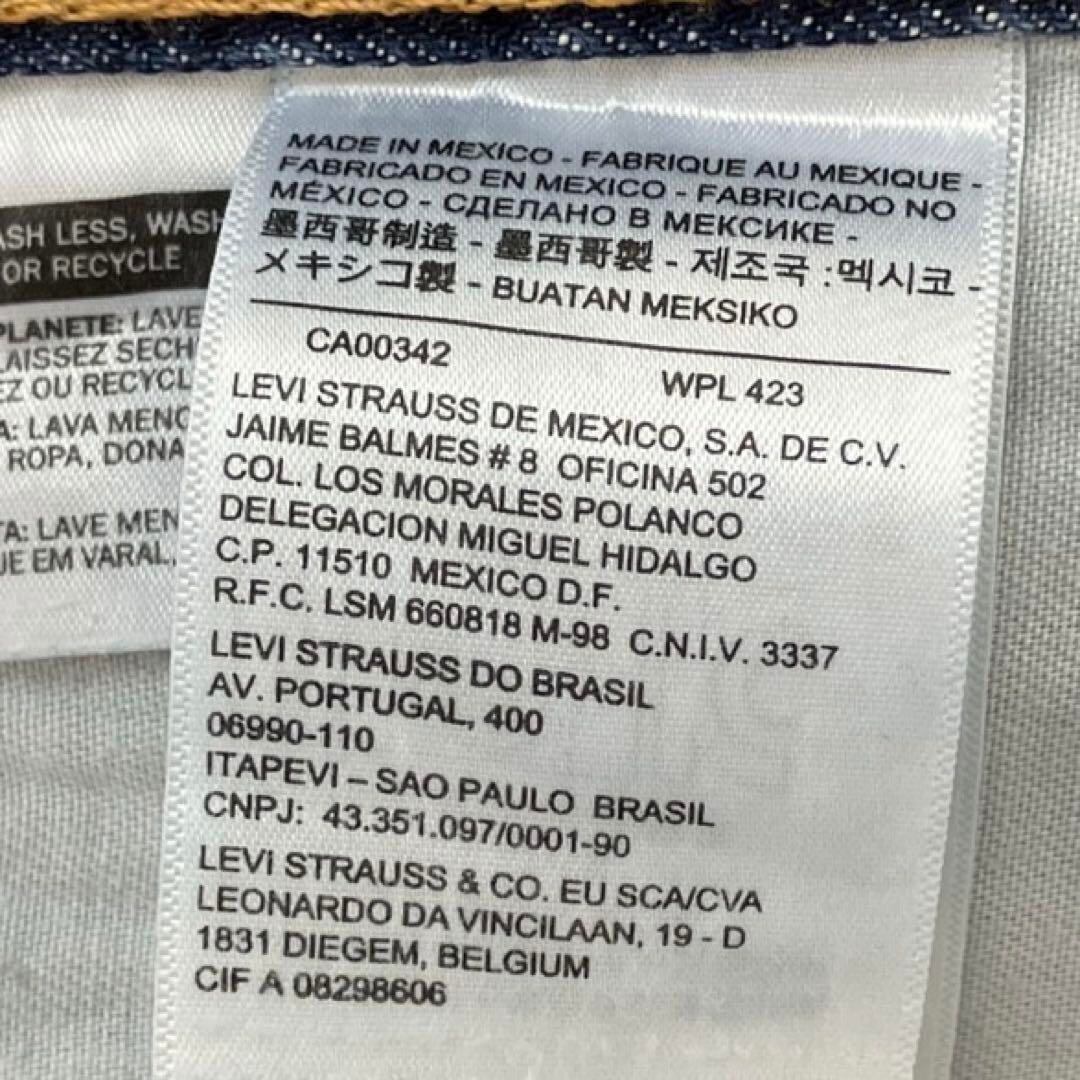 MADE IN MEXICO - FABRIQUE AU MEXIQUE -
FABRICADO EN MEXICO - FABRICADO NO
MÉXICO - СДЕЛАНО В МЕКСИКЕ -
墨西哥制造 - 墨西哥製 - 제조국 : 멕시코 -
メキシコ製 - BUATAN MEKSIKO
CA00342 WPL 423
LEVI STRAUSS DE MEXICO, S.A. DE C.V.
JAIME BALMES # 8 OFICINA 502
COL. LOS MORALES POLANCO
DELEGACION MIGUEL HIDALGO
C.P. 11510 MEXICO D.F.
R.F.C. LSM 660818 M-98 C.N.I.V. 3337
LEVI STRAUSS DO BRASIL
AV. PORTUGAL, 400
06990-110
ITAPEVI – SAO PAULO BRASIL
CNPJ: 43.351.097/0001-90
LEVI STRAUSS & CO. EU SCA/CVA
LEONARDO DA VINCILAAN, 19 - D
1831 DIEGEM, BELGIUM
CIF A 08298606
LESS, WASH
OR RECYCLE
PLANETE: LAVE
LAISSEZ SECH
EZ OU RECYCL
A: LAVA MENO
ROPA, DONA
TA: LAVE MEN
UE EM VARAL,